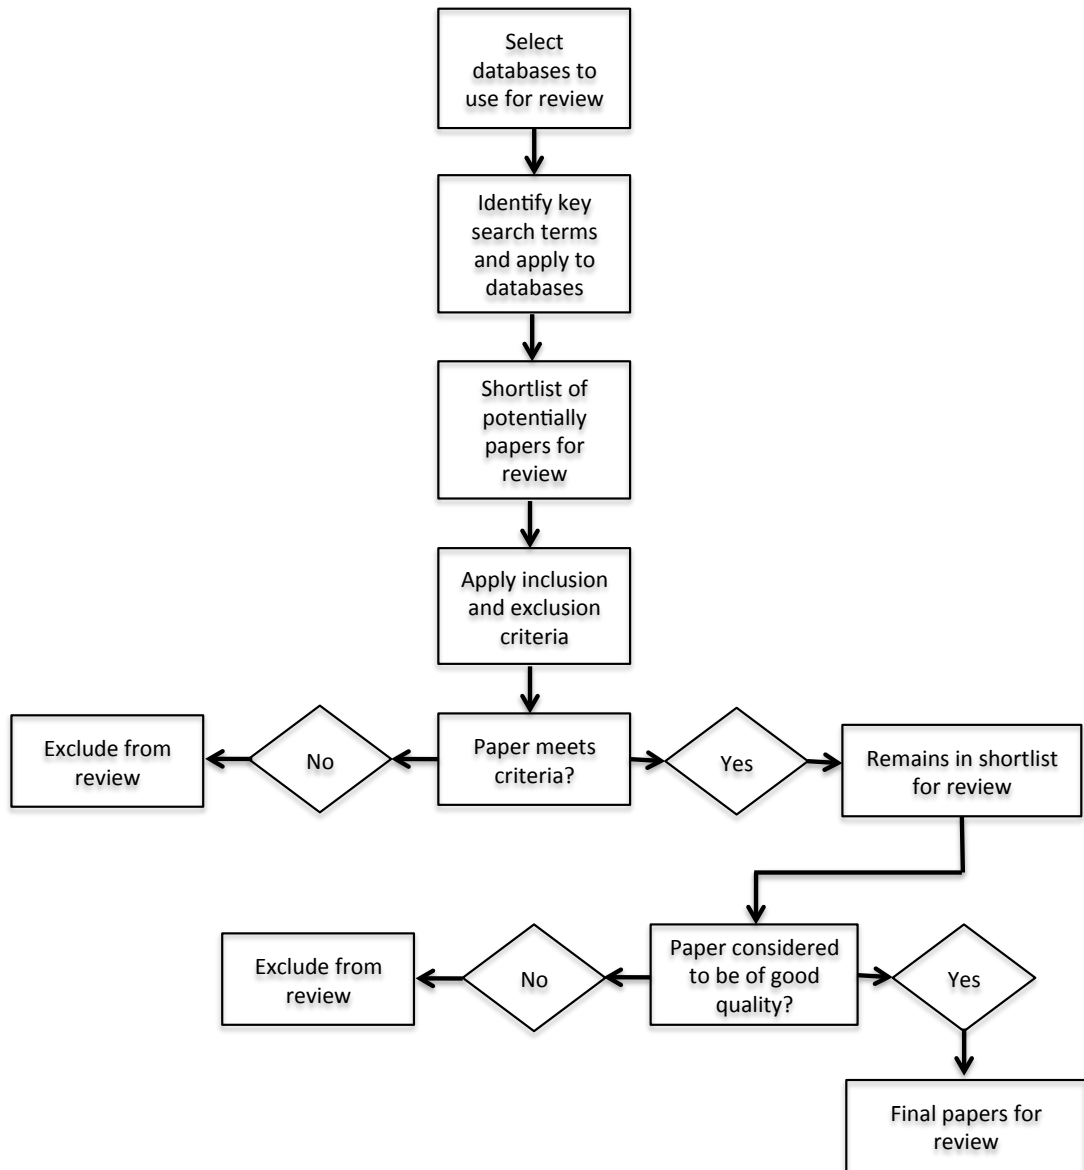 Select
databases to
use for review
Identify key
search terms
and apply to
databases
Shortlist of
potentially
papers for
review
Apply inclusion
and exclusion
criteria
Exclude from
review
No
Paper meets
criteria?
Yes
Remains in shortlist
for review
Exclude from
review
No
Paper considered
to be of good
quality?
Yes
Final papers for
review